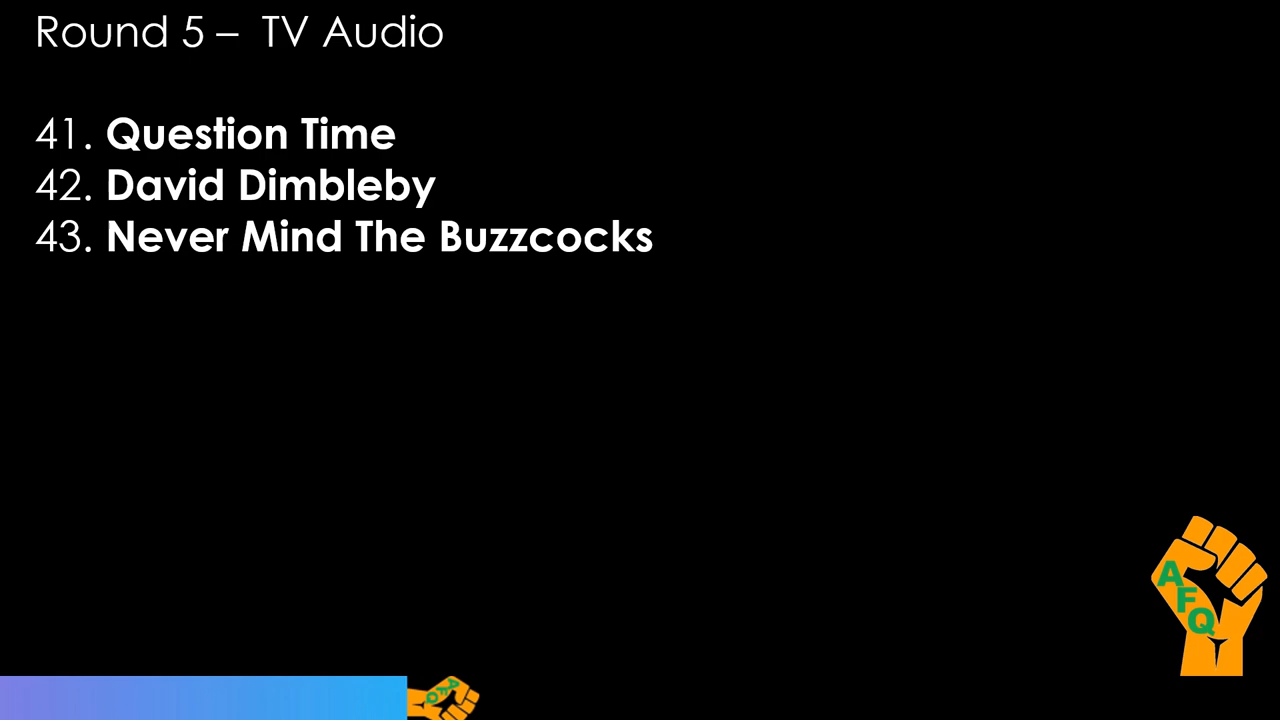 Round 5 – TV Audio
41. Question Time
42. David Dimbleby
43. Never Mind The Buzzcocks
A
F
Q
AFQ